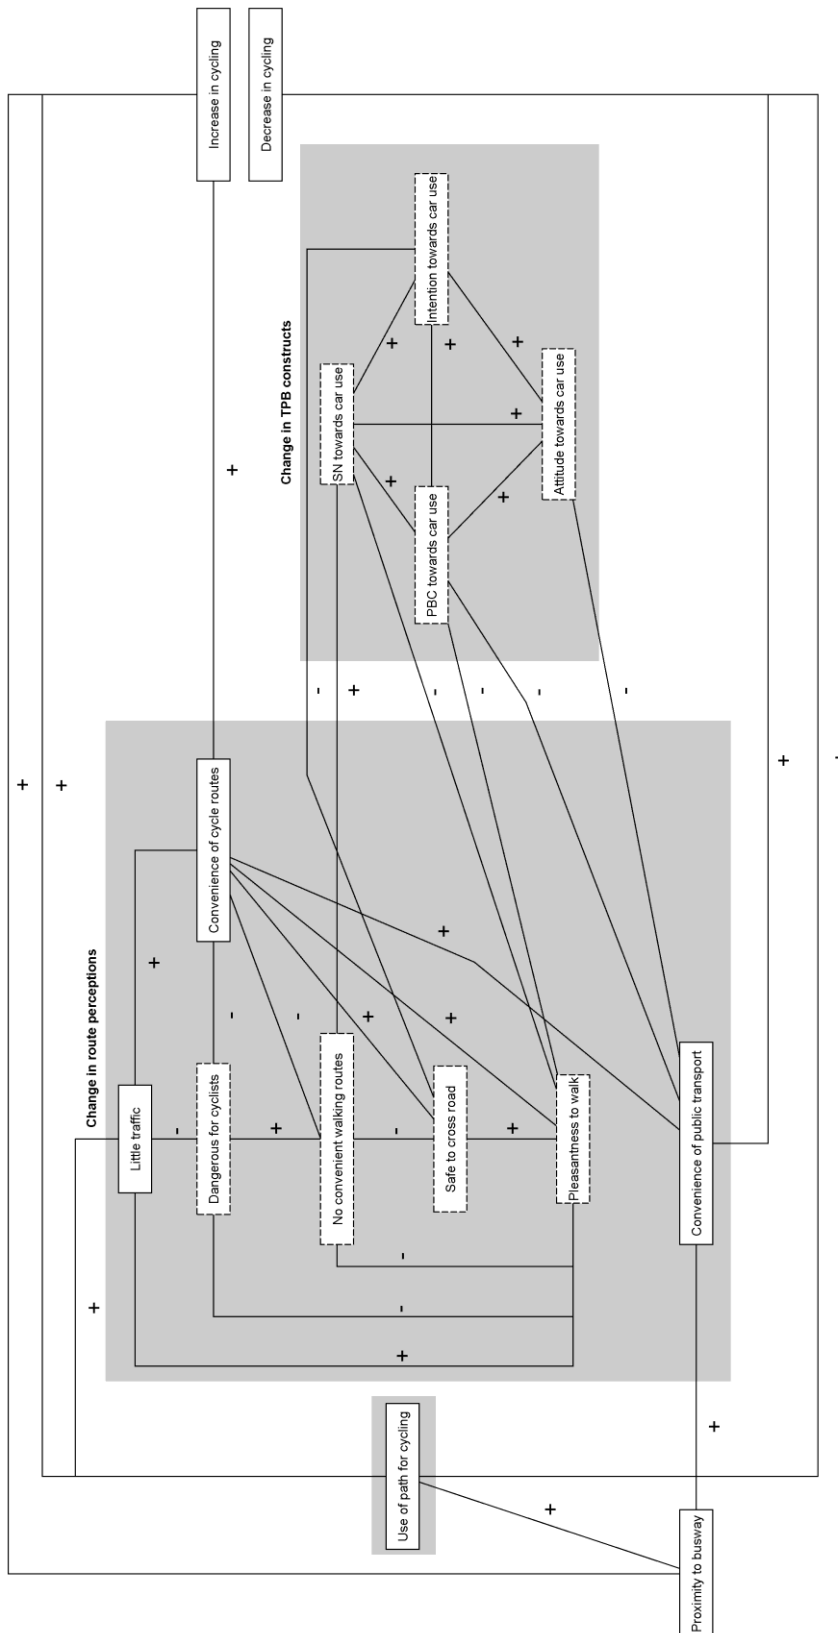 Proximity to busway
Use of path for cycling
Change in route perceptions
Little traffic
Dangerous for cyclists
No convenient walking routes
Safe to cross road
Pleasantness to walk
Convenience of public transport
Convenience of cycle routes
Change in TPB constructs
SN towards car use
PBC towards car use
Intention towards car use
Attitude towards car use
Increase in cycling
Decrease in cycling
+
+
+
+
+
+
+
+
-
+
-
+
-
-
+
-
-
+
+
+
-
+
-
-
-
-
+
+
+
+
+
+
+
-